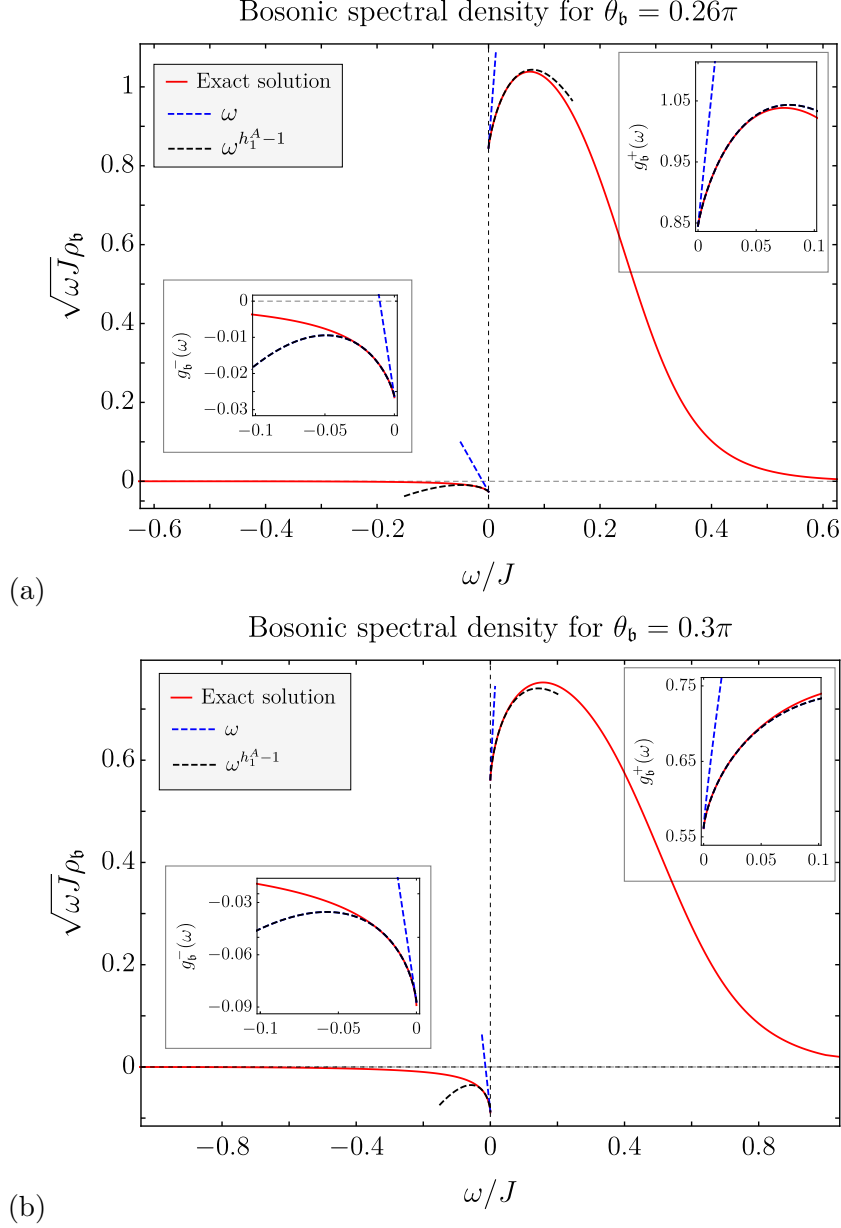 Bosonic spectral density for θ_𝔟 = 0.26π
Exact solution
ω
ω^{h_1^A−1}
√ωJρ_𝔟
1
0.8
0.6
0.4
0.2
0
−0.6
−0.4
−0.2
0
0.2
0.4
0.6
ω/J
g_𝔟^+(ω)
1.05
0.95
0.85
0
0.05
0.1
g_𝔟^−(ω)
0
−0.01
−0.02
−0.03
−0.1
−0.05
0
(a)
Bosonic spectral density for θ_𝔟 = 0.3π
Exact solution
ω
ω^{h_1^A−1}
√ωJρ_𝔟
0.6
0.4
0.2
0
−0.8
−0.4
0
0.4
0.8
ω/J
g_𝔟^+(ω)
0.75
0.65
0.55
0
0.05
0.1
g_𝔟^−(ω)
−0.03
−0.06
−0.09
−0.1
−0.05
0
(b)